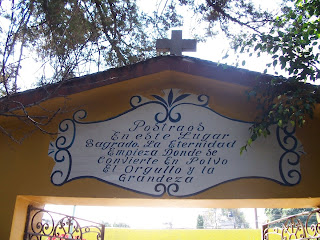 Postraos
En este Lugar
Sagrado. La Eternidad
Empieza Donde se
Convierte En Polvo
El Orgullo y la
Grandeza